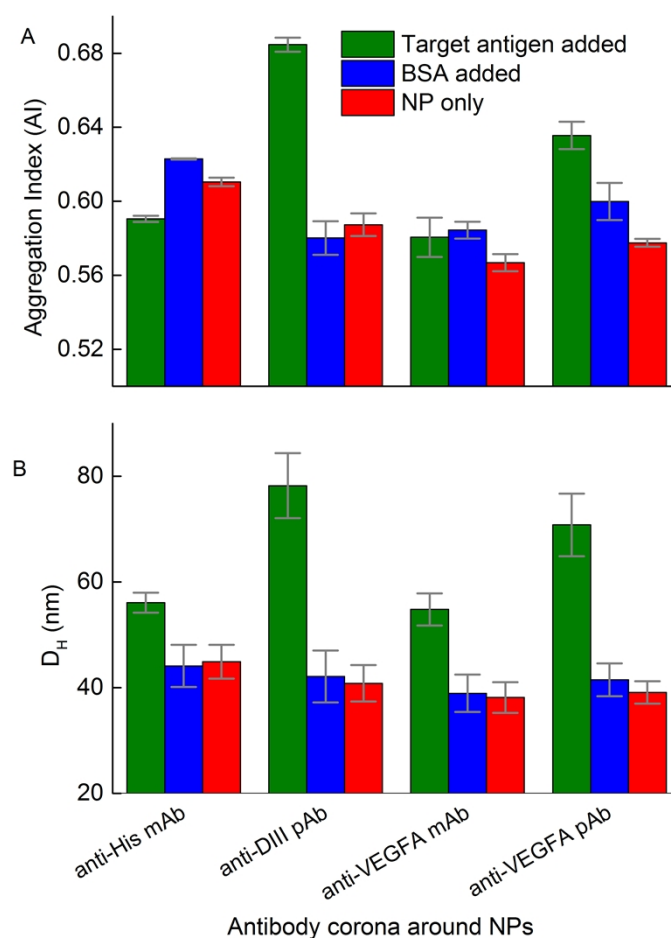 A
Aggregation Index (AI)
0.68
0.64
0.60
0.56
0.52
Target antigen added
BSA added
NP only
B
D_H (nm)
80
60
40
20
anti-His mAb
anti-DIII pAb
anti-VEGFA mAb
anti-VEGFA pAb
Antibody corona around NPs